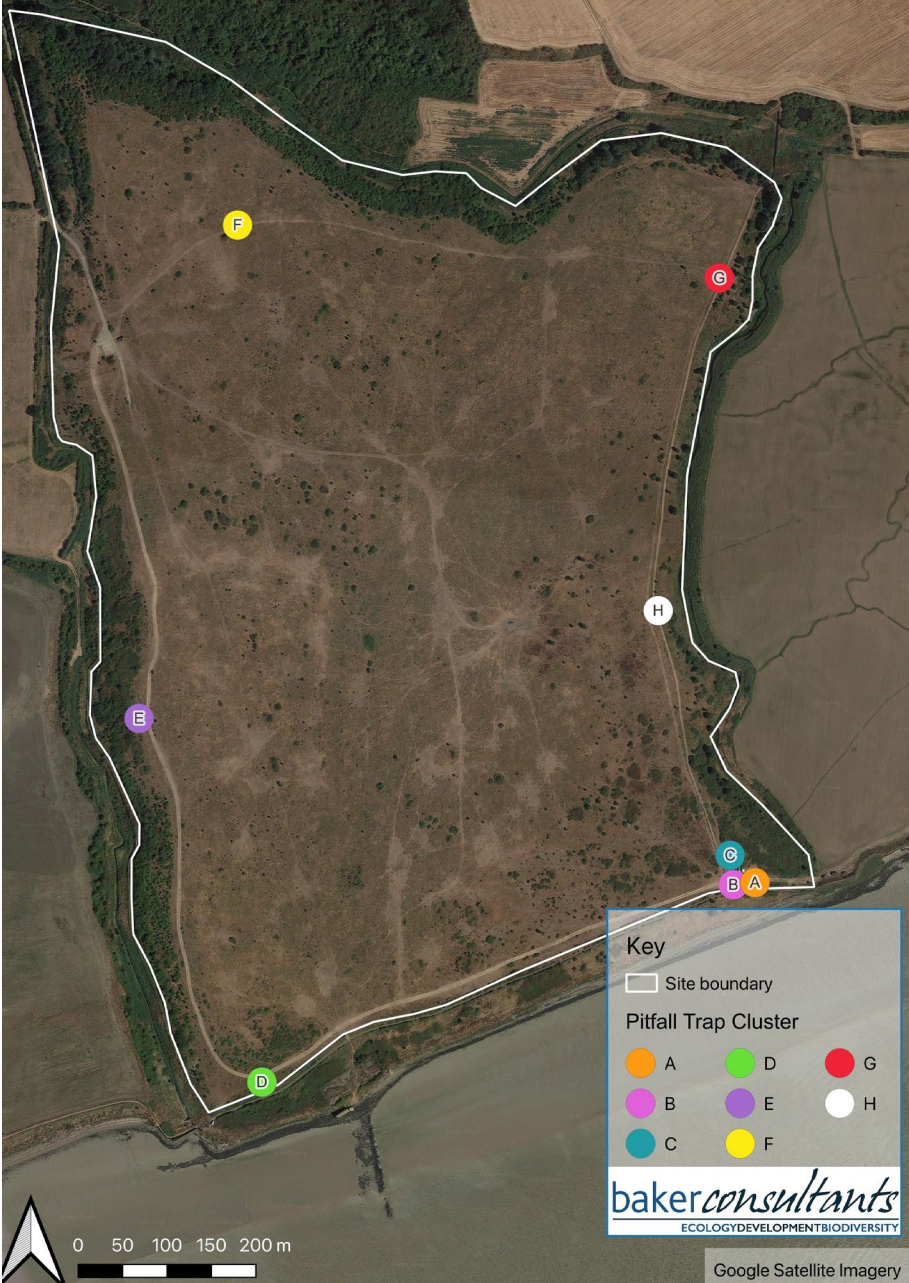 F
G
H
E
C
B A
D
Key
Site boundary
Pitfall Trap Cluster
A D G
B E H
C F
bakerconsultants
ECOLOGYDEVELOPMENTBIODIVERSITY
0 50 100 150 200 m
Google Satellite Imagery